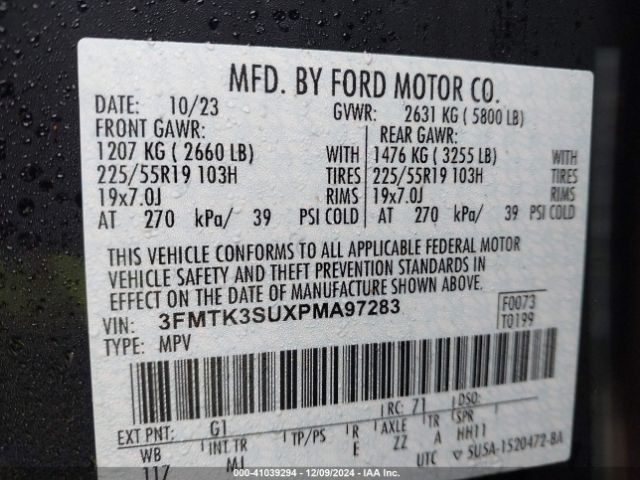 MFD. BY FORD MOTOR CO.
DATE: 10/23 GVWR: 2631 KG ( 5800 LB)
FRONT GAWR: REAR GAWR:
1207 KG ( 2660 LB) WITH 1476 KG ( 3255 LB) WITH
225/55R19 103H TIRES 225/55R19 103H TIRES
19x7.0J RIMS 19x7.0J RIMS
AT 270 kPa/ 39 PSI COLD AT 270 kPa/ 39 PSI COLD
THIS VEHICLE CONFORMS TO ALL APPLICABLE FEDERAL MOTOR
VEHICLE SAFETY AND THEFT PREVENTION STANDARDS IN
EFFECT ON THE DATE OF MANUFACTURE SHOWN ABOVE.
VIN: 3FMTK3SUXPMA97283 F0073
TYPE: MPV T0199
EXT PNT: G1 RC: 71 DSO:
WB INT TR TP/PS R AXLE TR SPR
117 MJ E ZZ A HH11
UTC ▽ SU5A-1520472-BA
000-41039294 - 12/09/2024 - IAA Inc.